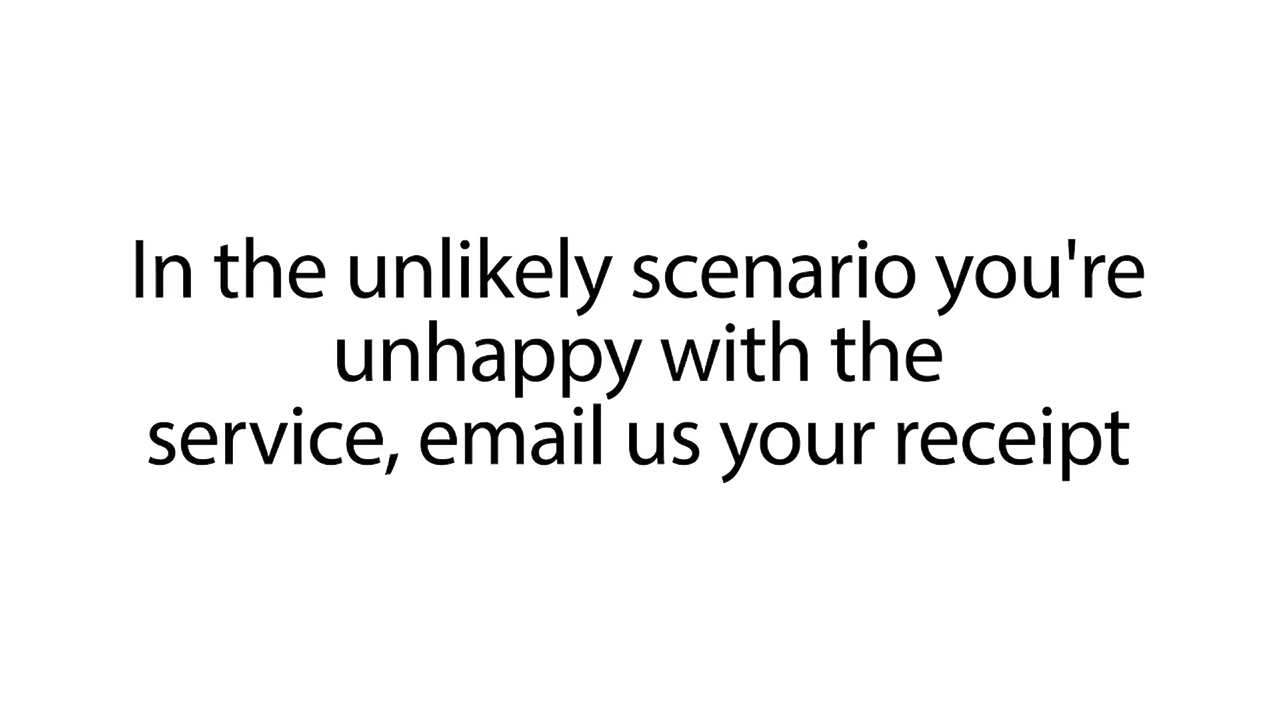 In the unlikely scenario you're
unhappy with the
service, email us your receipt